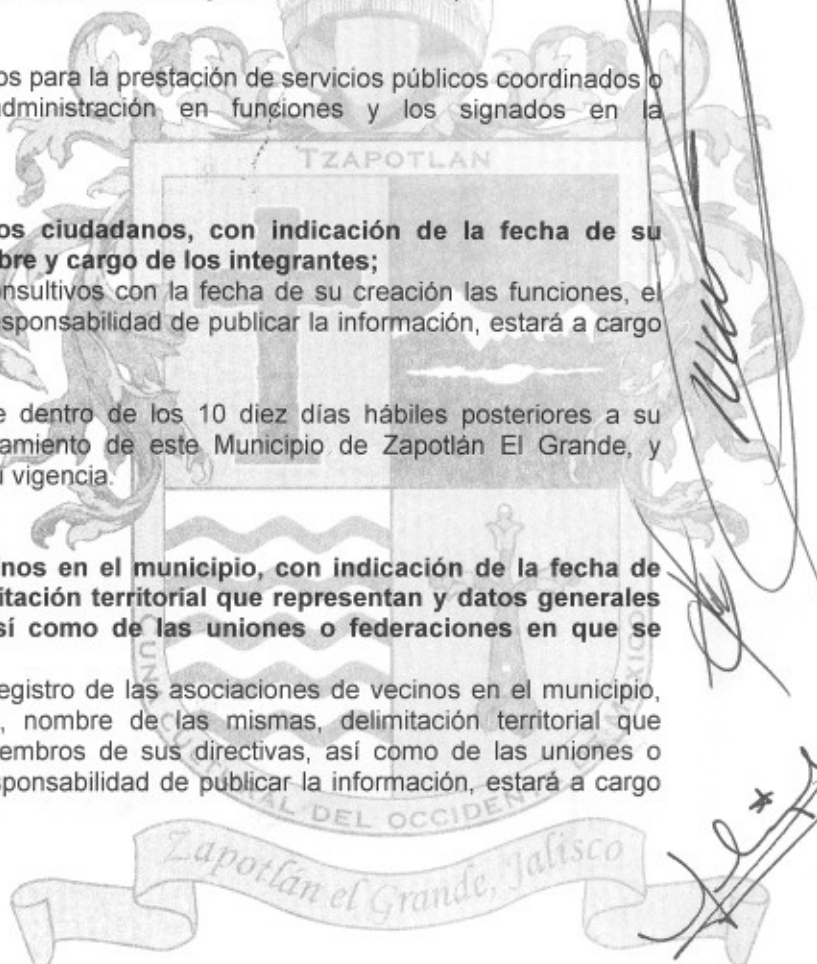 os para la prestación de servicios públicos coordinados o
administración en funciones y los signados en la
TZAPOTLAN
os ciudadanos, con indicación de la fecha de su
bre y cargo de los integrantes;
onsultivos con la fecha de su creación las funciones, el
esponsabilidad de publicar la información, estará a cargo
e dentro de los 10 diez días hábiles posteriores a su
amiento de este Municipio de Zapotlán El Grande, y
u vigencia.
nos en el municipio, con indicación de la fecha de
itación territorial que representan y datos generales
sí como de las uniones o federaciones en que se
egistro de las asociaciones de vecinos en el municipio,
, nombre de las mismas, delimitación territorial que
embros de sus directivas, así como de las uniones o
sponsabilidad de publicar la información, estará a cargo
DEL OCCIDENTE
Zapotlán el Grande, Jalisco